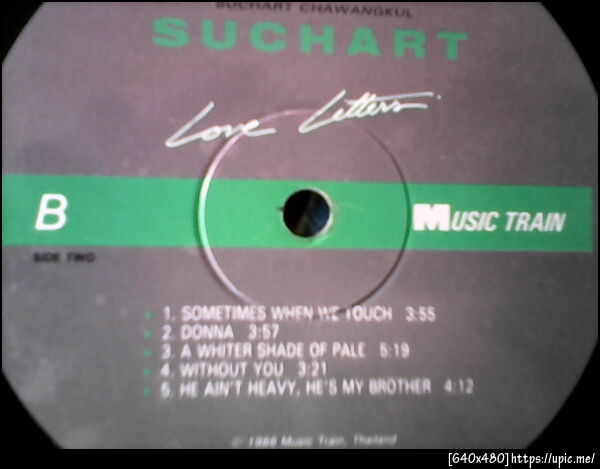 SUCHART CHAWANGKUL
SUCHART
Love Letters
B
MUSIC TRAIN
SIDE TWO
1. SOMETIMES WHEN WE TOUCH 3:55
2. DONNA 3:57
3. A WHITER SHADE OF PALE 5:19
4. WITHOUT YOU 3:21
5. HE AIN'T HEAVY, HE'S MY BROTHER 4:12
© 1986 Music Train, Thailand
[640x480]https://upic.me/